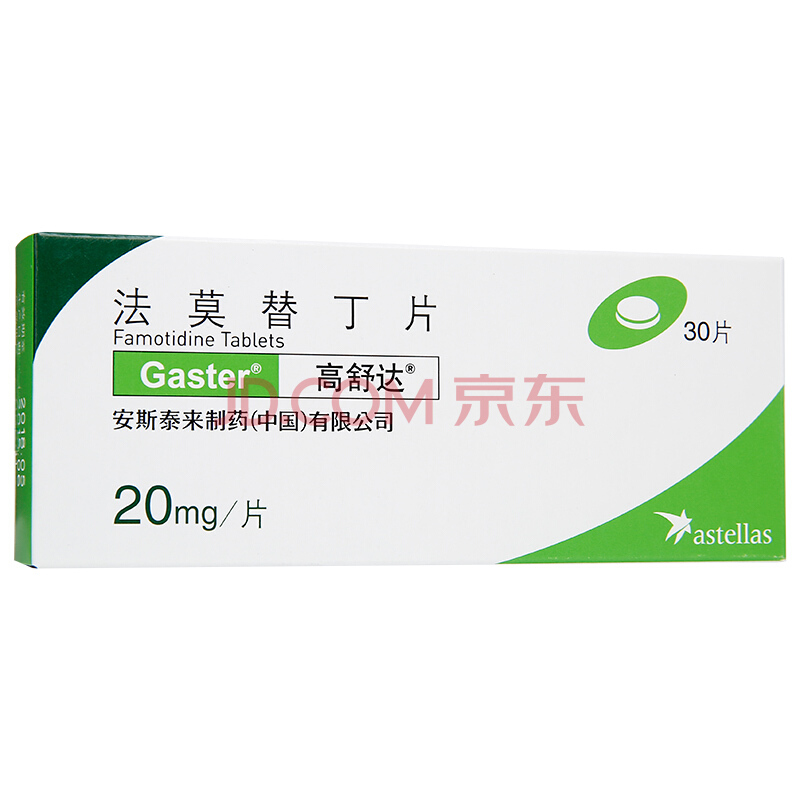 法莫替丁片
Famotidine Tablets
Gaster® 高舒达®
安斯泰来制药(中国)有限公司
20mg/片
30片
astellas
JD.COM 京东